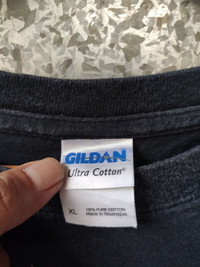 GILDAN
Ultra Cotton®
XL
100% PURE COTTON
Made in Nicaragua